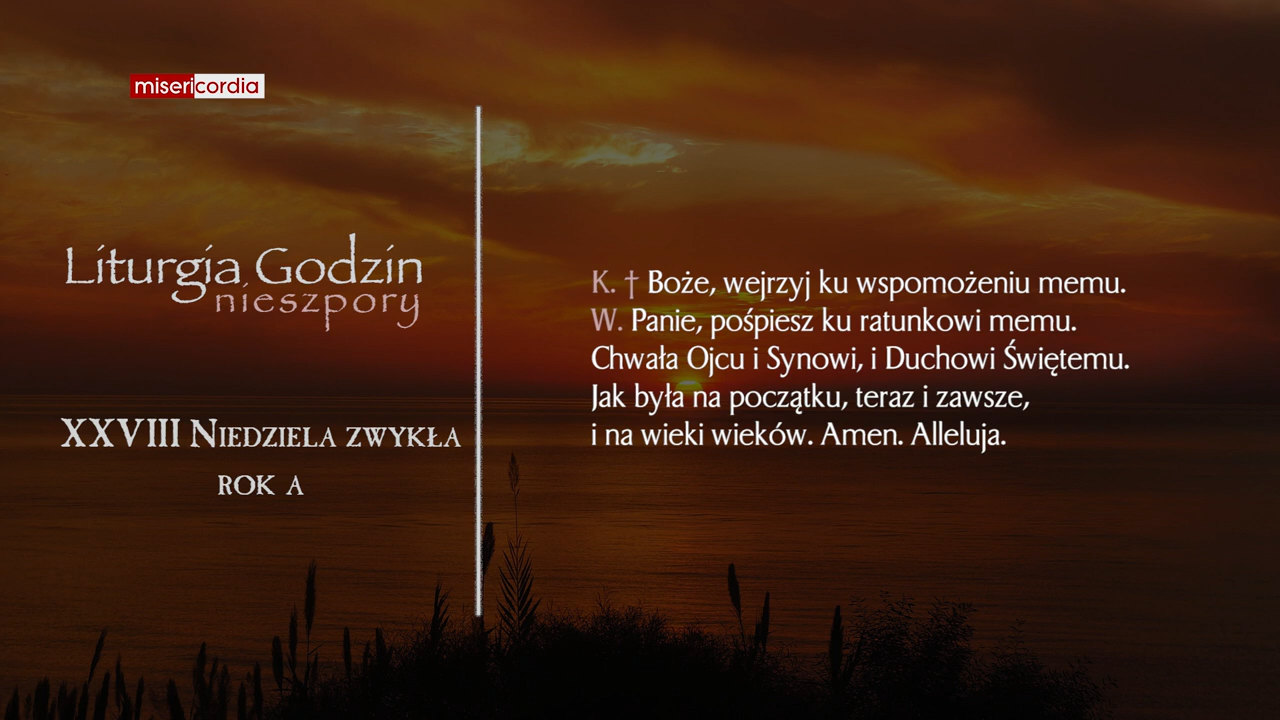 misericordia
Liturgia Godzin
nieszpory
XXVIII Niedziela zwykła
rok A
K. † Boże, wejrzyj ku wspomożeniu memu.
W. Panie, pośpiesz ku ratunkowi memu.
Chwała Ojcu i Synowi, i Duchowi Świętemu.
Jak była na początku, teraz i zawsze,
i na wieki wieków. Amen. Alleluja.